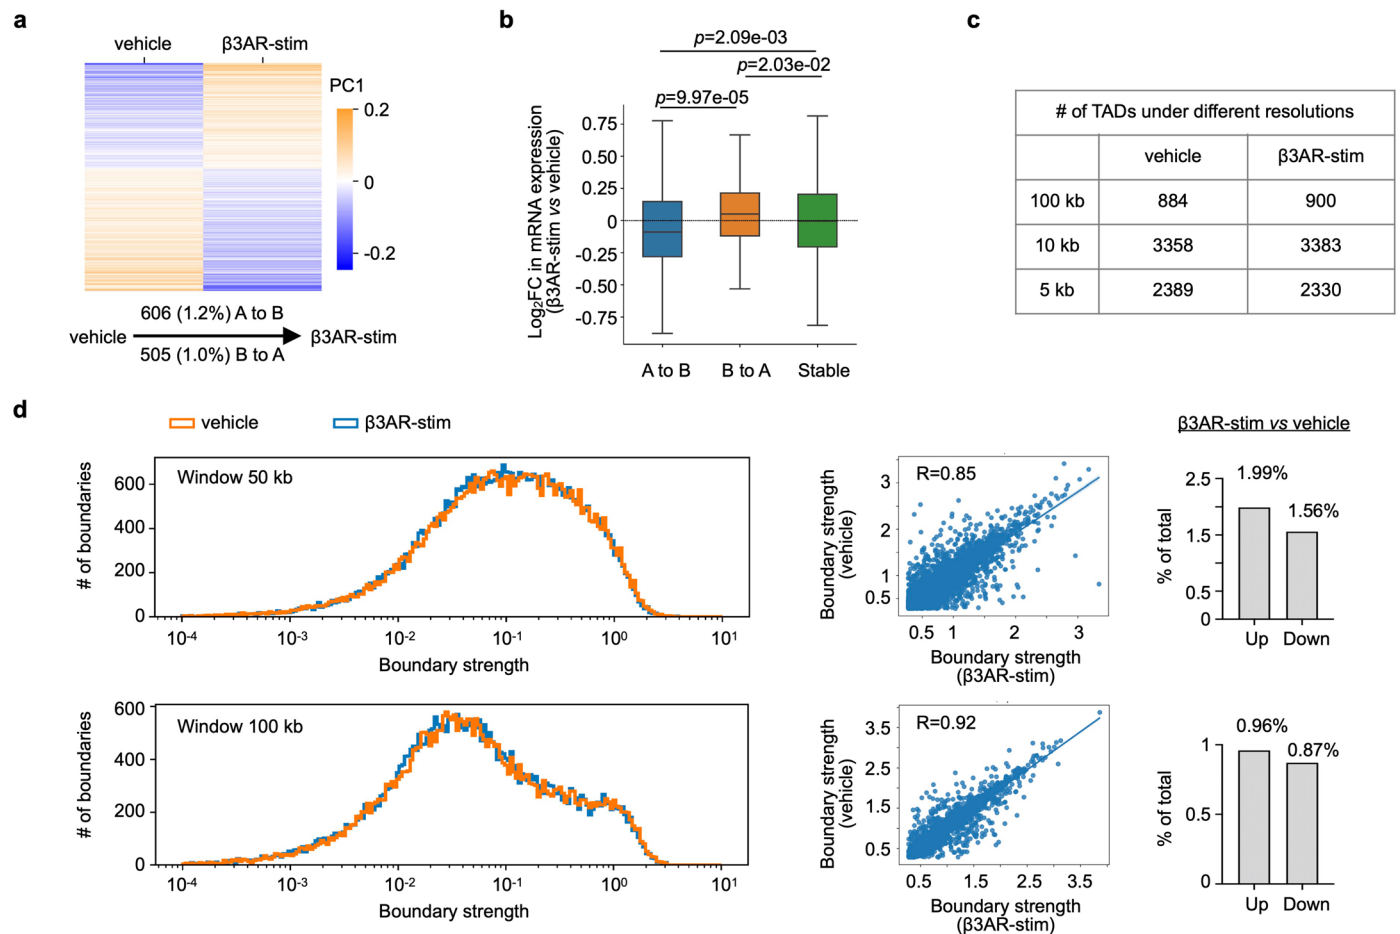 a
vehicle
β3AR-stim
PC1
0.2
0
-0.2
606 (1.2%) A to B
vehicle
β3AR-stim
505 (1.0%) B to A
b
p=2.09e-03
p=2.03e-02
p=9.97e-05
Log2FC in mRNA expression
(β3AR-stim vs vehicle)
0.75
0.50
0.25
0
-0.25
-0.50
-0.75
A to B
B to A
Stable
c
# of TADs under different resolutions
vehicle
β3AR-stim
100 kb
884
900
10 kb
3358
3383
5 kb
2389
2330
d
vehicle
β3AR-stim
Window 50 kb
# of boundaries
600
400
200
0
10-4
10-3
10-2
10-1
100
101
Boundary strength
R=0.85
Boundary strength
(vehicle)
3
2
1
0.5
0.5
1
2
3
Boundary strength
(β3AR-stim)
β3AR-stim vs vehicle
% of total
2.5
1.5
0.5
0
1.99%
1.56%
Up
Down
Window 100 kb
# of boundaries
600
400
200
0
10-4
10-3
10-2
10-1
100
101
Boundary strength
R=0.92
Boundary strength
(vehicle)
3.5
2.5
1.5
0.5
0.5
1.5
2.5
3.5
Boundary strength
(β3AR-stim)
% of total
1
0.5
0
0.96%
0.87%
Up
Down